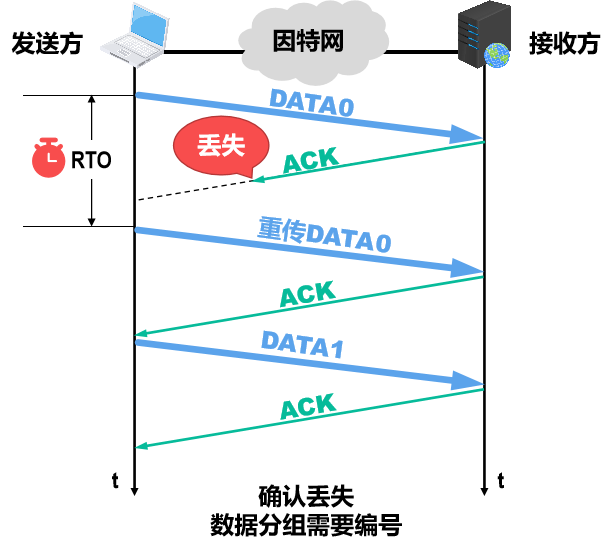 发送方
因特网
接收方
DATA0
丢失
ACK
RTO
重传DATA0
ACK
DATA1
ACK
t
t
确认丢失
数据分组需要编号